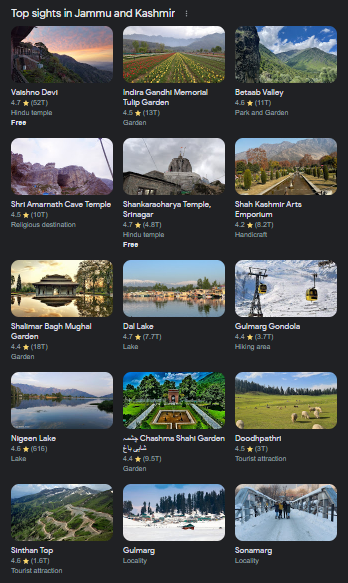 Top sights in Jammu and Kashmir
Vaishno Devi
4.7 ★ (52T)
Hindu temple
Free
Indira Gandhi Memorial
Tulip Garden
4.5 ★ (13T)
Garden
Betaab Valley
4.6 ★ (11T)
Park and Garden
Shri Amarnath Cave Temple
4.5 ★ (10T)
Religious destination
Shankaracharya Temple,
Srinagar
4.7 ★ (4.8T)
Hindu temple
Free
Shah Kashmir Arts
Emporium
4.2 ★ (8.2T)
Handicraft
Shalimar Bagh Mughal
Garden
4.4 ★ (18T)
Garden
Dal Lake
4.7 ★ (7.7T)
Lake
Gulmarg Gondola
4.4 ★ (3.7T)
Hiking area
Nigeen Lake
4.6 ★ (616)
Lake
چشمہ Chashma Shahi Garden
شاہی باغ
4.4 ★ (9.5T)
Garden
Doodhpathri
4.5 ★ (3T)
Tourist attraction
Sinthan Top
4.6 ★ (1.6T)
Tourist attraction
Gulmarg
Locality
Sonamarg
Locality